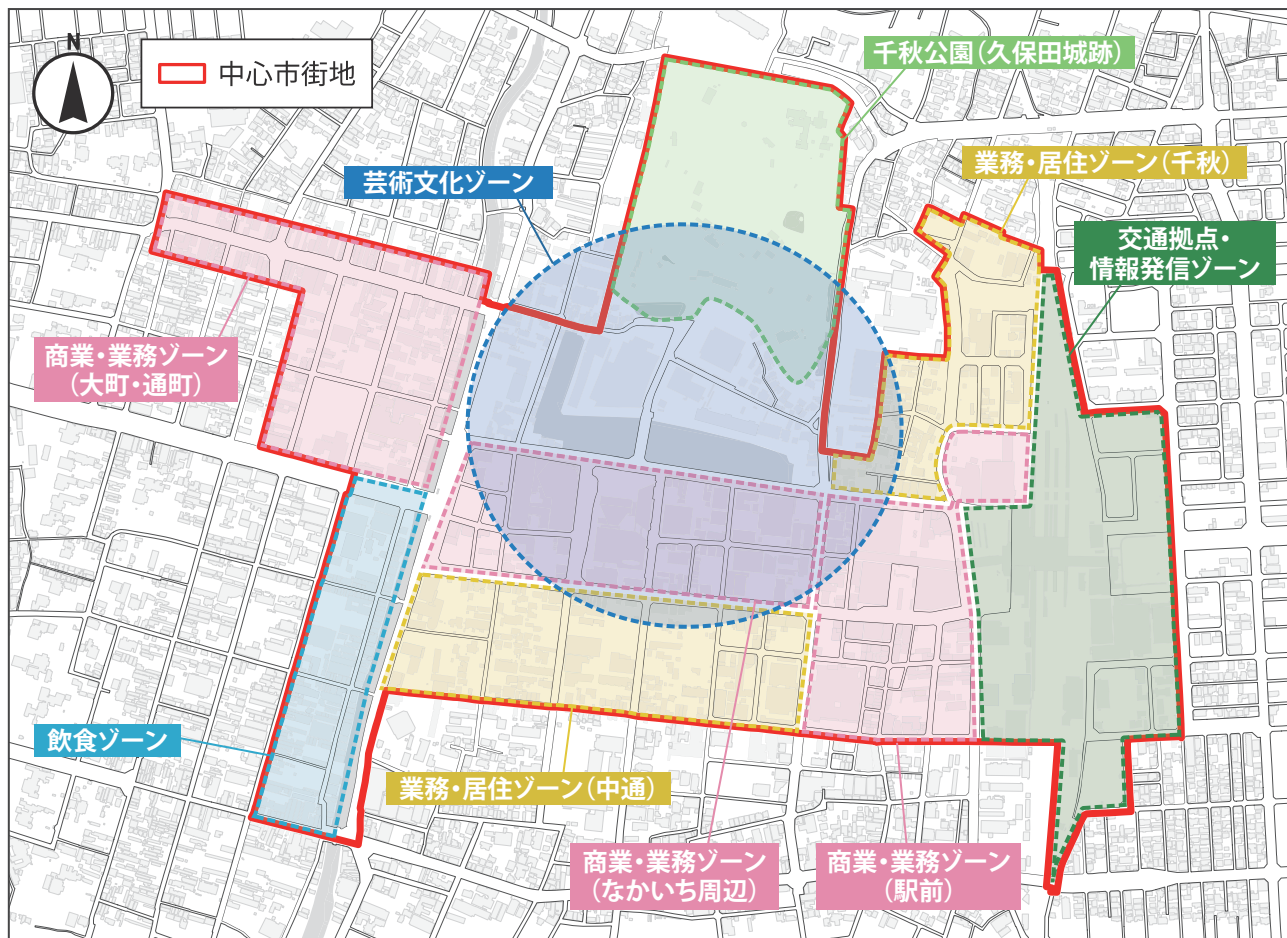 N
中心市街地
千秋公園(久保田城跡)
業務・居住ゾーン(千秋)
芸術文化ゾーン
交通拠点・
情報発信ゾーン
商業・業務ゾーン
(大町・通町)
飲食ゾーン
業務・居住ゾーン(中通)
商業・業務ゾーン
(なかいち周辺)
商業・業務ゾーン
(駅前)